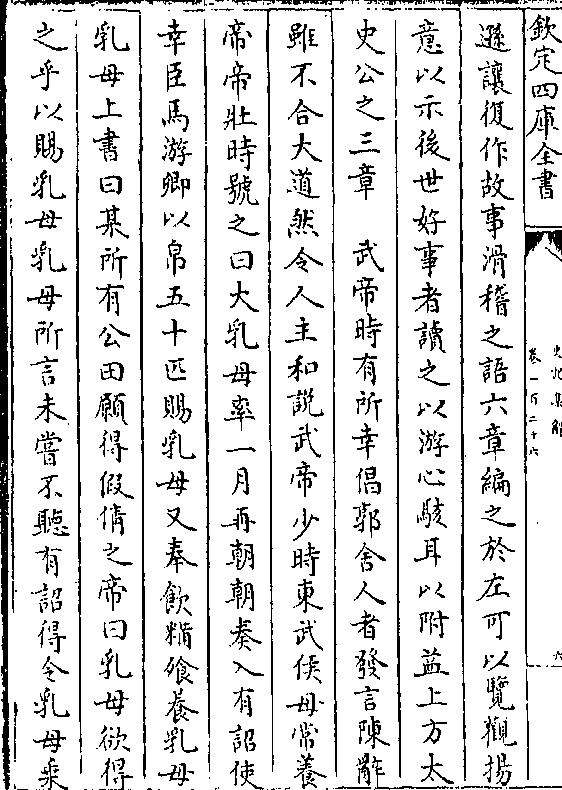 欽定四庫全書
史記集解
卷一百二十六
六
遜讓復作故事滑稽之語六章編之於左可以覽觀揚
意以示後世好事者讀之以游心駭耳以附益上方太
史公之三章　武帝時有所幸倡郭舍人者發言陳辭
雖不合大道然令人主和說武帝少時東武侯母常養
帝帝壯時號之曰大乳母率一月再朝朝奏入有詔使
幸臣馬游卿以帛五十匹賜乳母又奉飲糒飱養乳母
乳母上書曰某所有公田願得假倩之帝曰乳母欲得
之乎以賜乳母乳母所言未嘗不聽有詔得令乳母乘